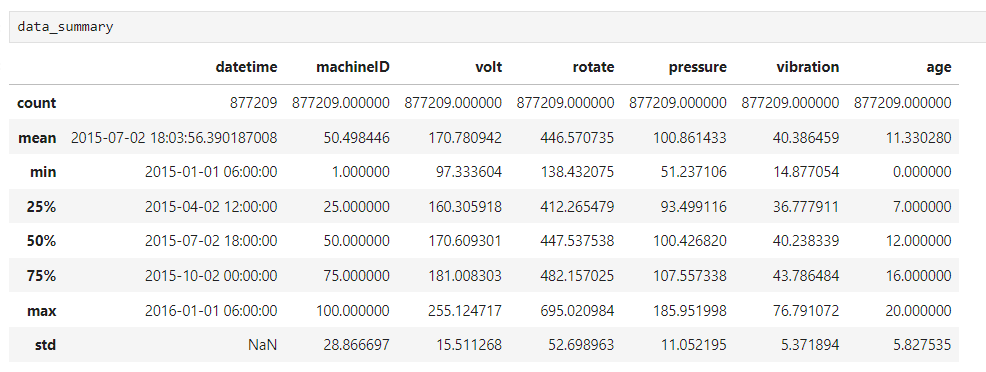 data_summary
datetime machineID volt rotate pressure vibration age
count 877209 877209.000000 877209.000000 877209.000000 877209.000000 877209.000000 877209.000000
mean 2015-07-02 18:03:56.390187008 50.498446 170.780942 446.570735 100.861433 40.386459 11.330280
min 2015-01-01 06:00:00 1.000000 97.333604 138.432075 51.237106 14.877054 0.000000
25% 2015-04-02 12:00:00 25.000000 160.305918 412.265479 93.499116 36.777911 7.000000
50% 2015-07-02 18:00:00 50.000000 170.609301 447.537538 100.426820 40.238339 12.000000
75% 2015-10-02 00:00:00 75.000000 181.008303 482.157025 107.557338 43.786484 16.000000
max 2016-01-01 06:00:00 100.000000 255.124717 695.020984 185.951998 76.791072 20.000000
std NaN 28.866697 15.511268 52.698963 11.052195 5.371894 5.827535